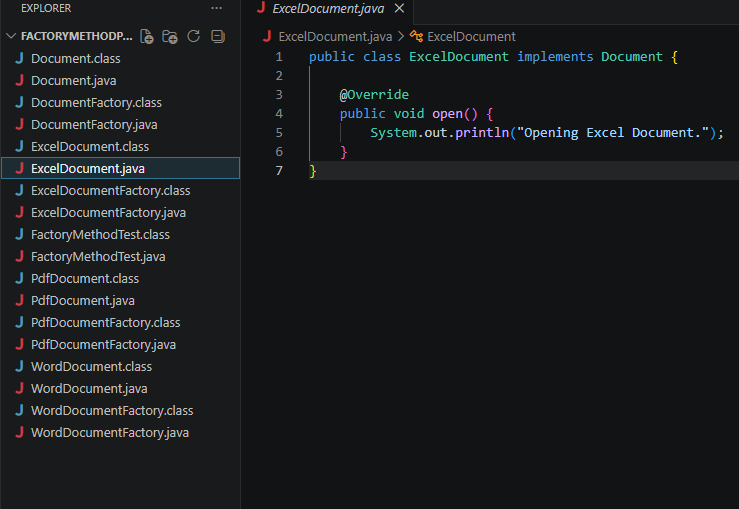 EXPLORER
ExcelDocument.java
FACTORYMETHODP...
Document.class
Document.java
DocumentFactory.class
DocumentFactory.java
ExcelDocument.class
ExcelDocument.java
ExcelDocumentFactory.class
ExcelDocumentFactory.java
FactoryMethodTest.class
FactoryMethodTest.java
PdfDocument.class
PdfDocument.java
PdfDocumentFactory.class
PdfDocumentFactory.java
WordDocument.class
WordDocument.java
WordDocumentFactory.class
WordDocumentFactory.java
ExcelDocument.java > ExcelDocument
1 public class ExcelDocument implements Document {
2
3 @Override
4 public void open() {
5 System.out.println("Opening Excel Document.");
6 }
7 }